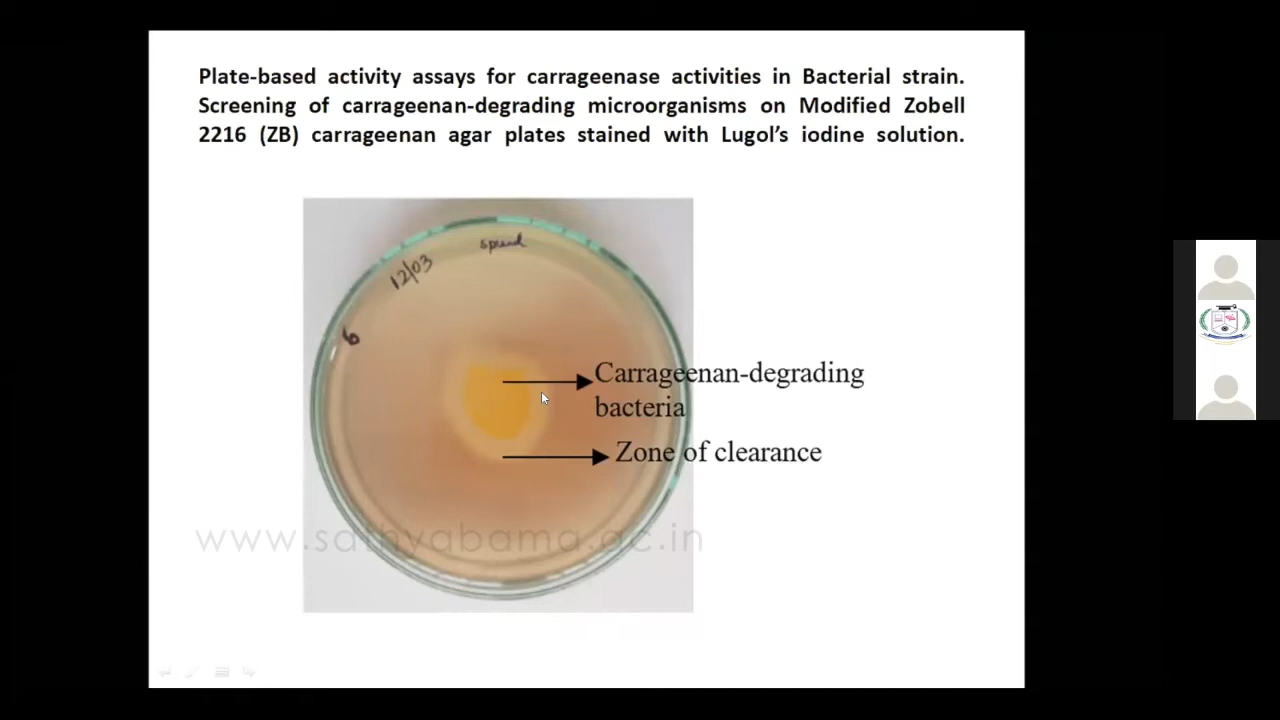 Plate-based activity assays for carrageenase activities in Bacterial strain.
Screening of carrageenan-degrading microorganisms on Modified Zobell
2216 (ZB) carrageenan agar plates stained with Lugol’s iodine solution.
12/03
6
Carrageenan-degrading
bacteria
Zone of clearance
www.sathyabama.ac.in